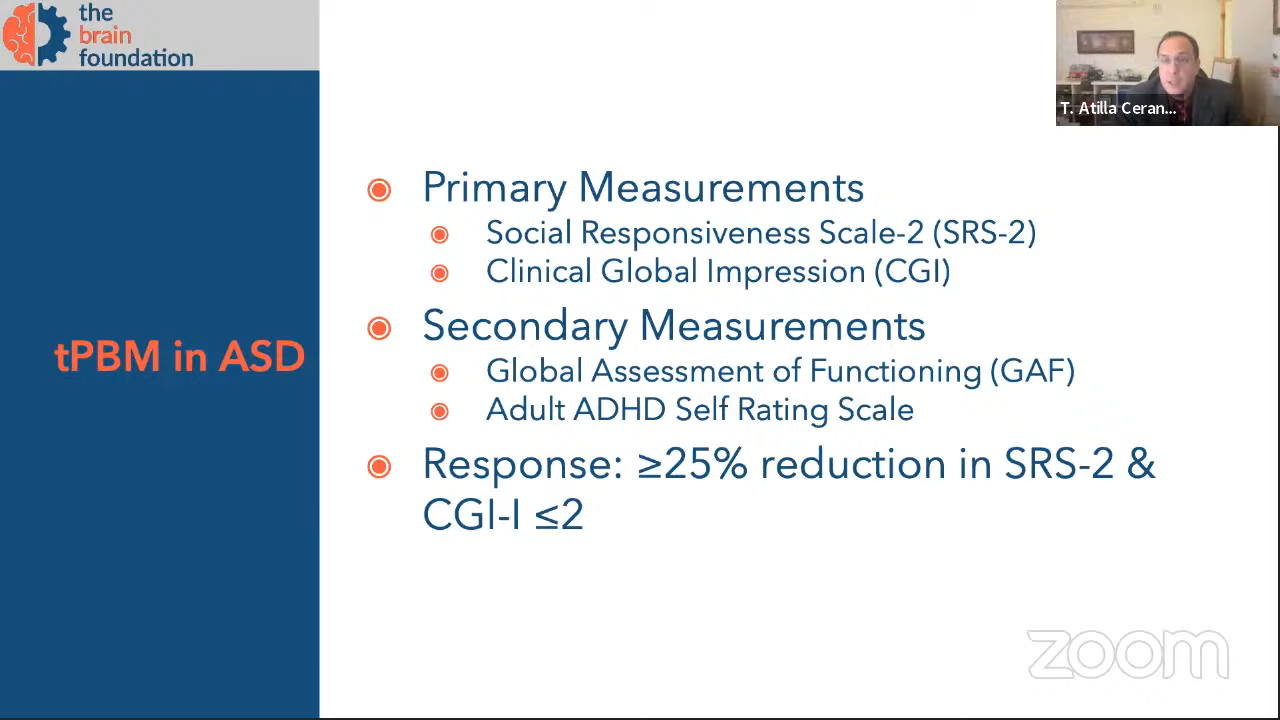 the
brain
foundation
T. Atilla Ceran...
tPBM in ASD
Primary Measurements
Social Responsiveness Scale-2 (SRS-2)
Clinical Global Impression (CGI)
Secondary Measurements
Global Assessment of Functioning (GAF)
Adult ADHD Self Rating Scale
Response: ≥25% reduction in SRS-2 &
CGI-I ≤2
zoom